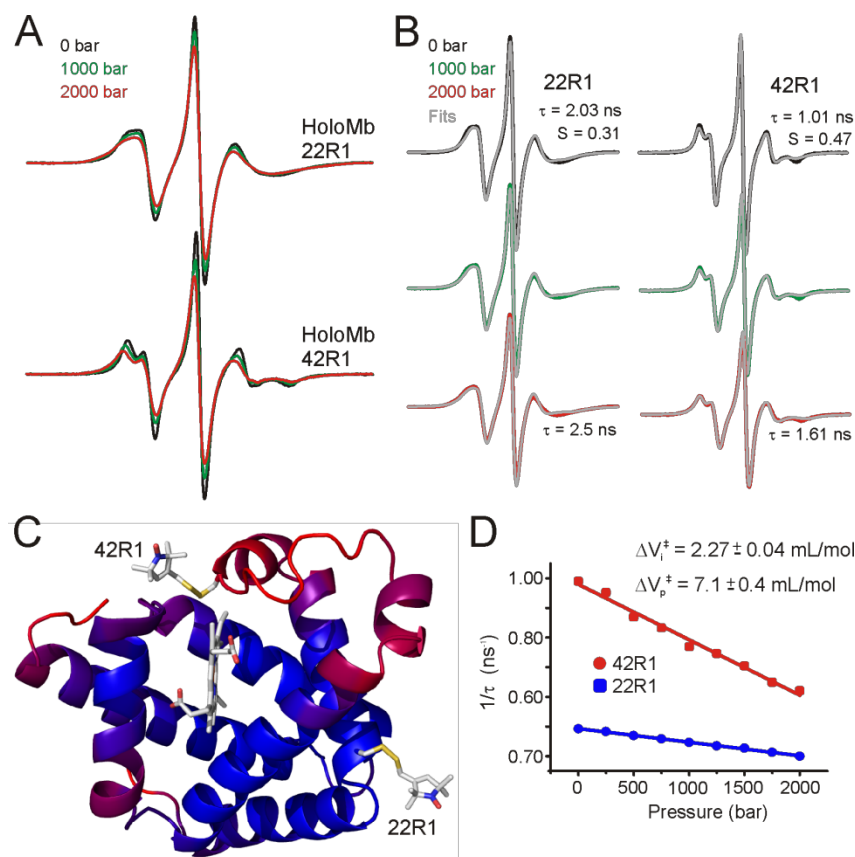 A
0 bar
1000 bar
2000 bar
HoloMb
22R1
HoloMb
42R1
B
0 bar
1000 bar
2000 bar
Fits
22R1
τ = 2.03 ns
S = 0.31
42R1
τ = 1.01 ns
S = 0.47
τ = 2.5 ns
τ = 1.61 ns
C
42R1
22R1
D
ΔVᵢ‡ = 2.27 ± 0.04 mL/mol
ΔVₚ‡ = 7.1 ± 0.4 mL/mol
1.00
0.80
0.60
0.70
1/τ (ns⁻¹)
42R1
22R1
0 500 1000 1500 2000
Pressure (bar)